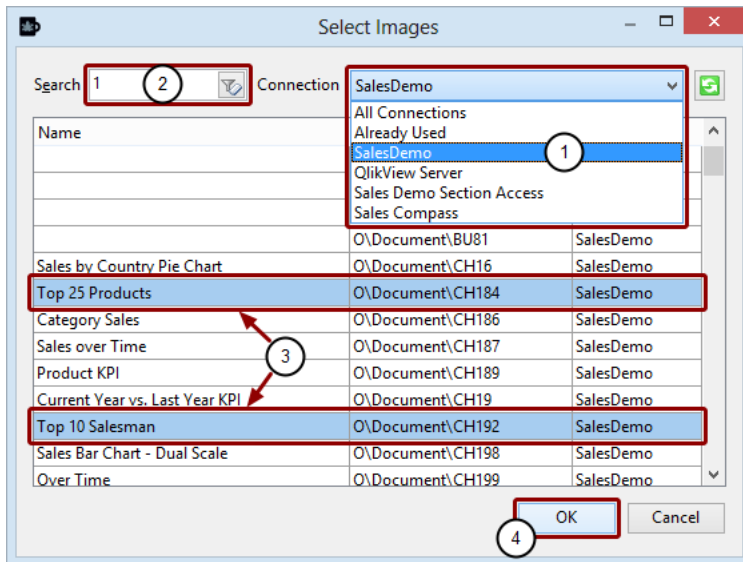 Select Images
Search 1 2 Connection SalesDemo
All Connections
Already Used
SalesDemo 1
QlikView Server
Sales Demo Section Access
Sales Compass
Name
O\Document\BU81 SalesDemo
Sales by Country Pie Chart O\Document\CH16 SalesDemo
Top 25 Products O\Document\CH184 SalesDemo
Category Sales O\Document\CH186 SalesDemo
Sales over Time O\Document\CH187 SalesDemo
3
Product KPI O\Document\CH189 SalesDemo
Current Year vs. Last Year KPI O\Document\CH19 SalesDemo
Top 10 Salesman O\Document\CH192 SalesDemo
Sales Bar Chart - Dual Scale O\Document\CH198 SalesDemo
Over Time O\Document\CH199 SalesDemo
OK Cancel
4